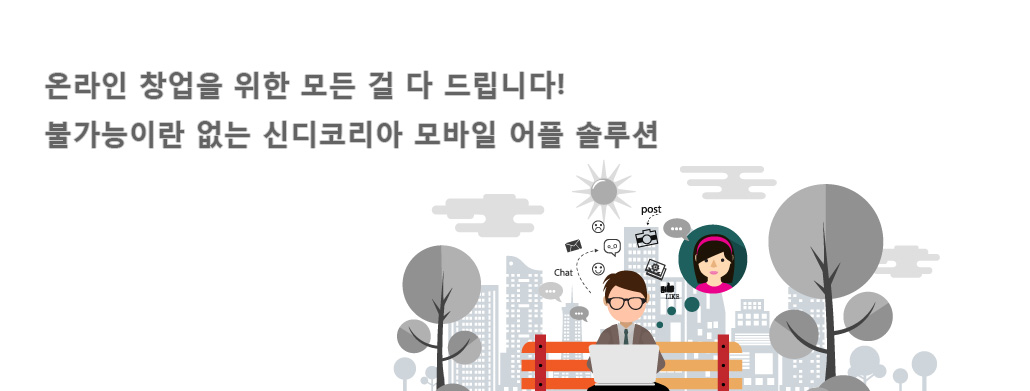 온라인 창업을 위한 모든 걸 다 드립니다!
불가능이란 없는 신디코리아 모바일 어플 솔루션
post
Chat
LIKE